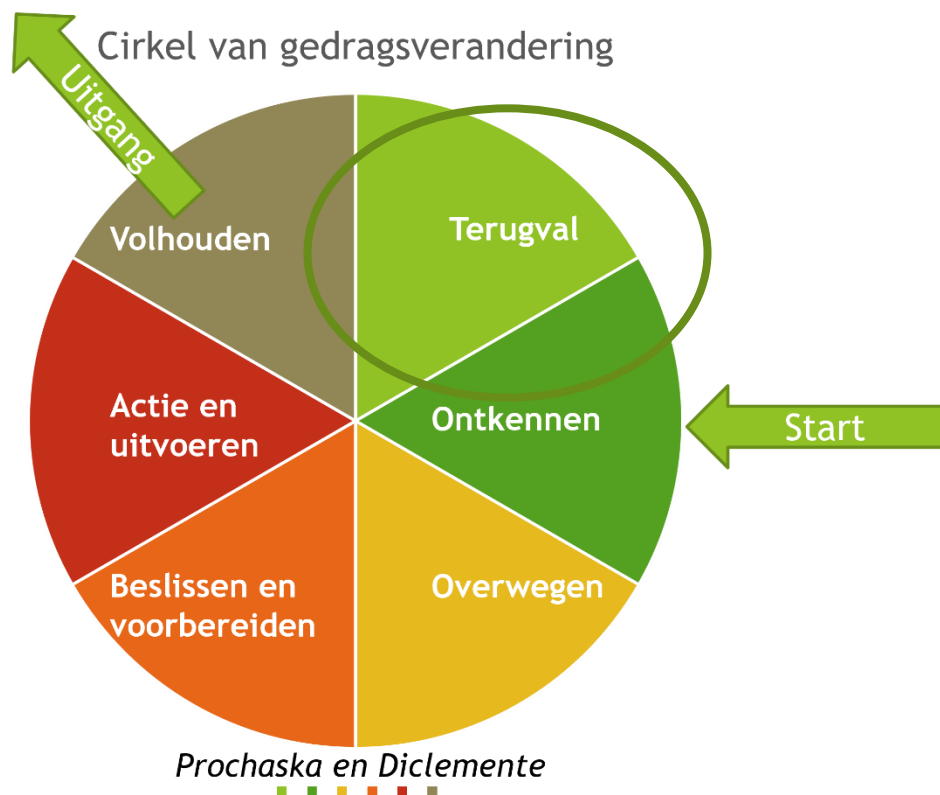 Cirkel van gedragsverandering
Uitgang
Volhouden
Terugval
Actie en
uitvoeren
Ontkennen
Start
Beslissen en
voorbereiden
Overwegen
Prochaska en Diclemente